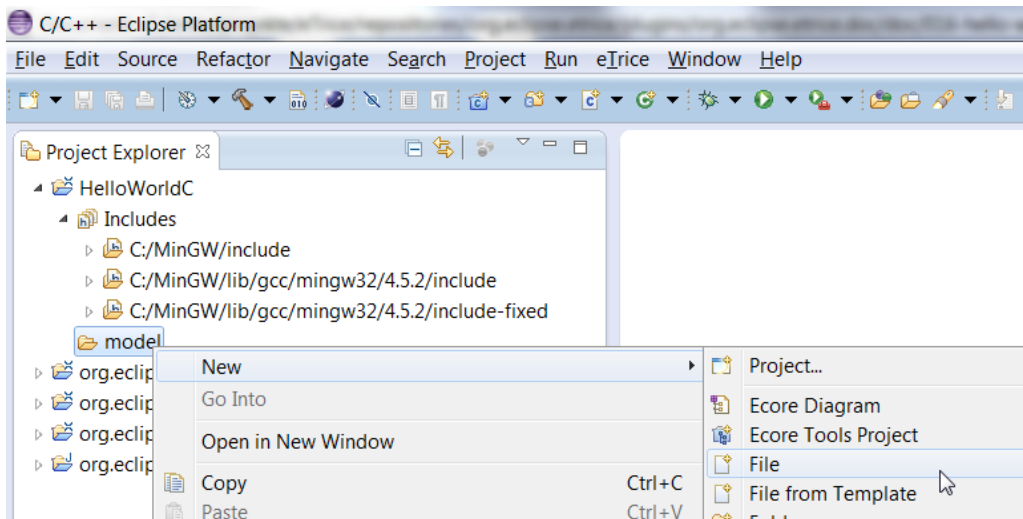 C/C++ - Eclipse Platform
File Edit Source Refactor Navigate Search Project Run eTrice Window Help
Project Explorer
HelloWorldC
Includes
C:/MinGW/include
C:/MinGW/lib/gcc/mingw32/4.5.2/include
C:/MinGW/lib/gcc/mingw32/4.5.2/include-fixed
model
New Project...
org.eclip
Go Into Ecore Diagram
org.eclip
Open in New Window Ecore Tools Project
org.eclip
File
org.eclip
Copy Ctrl+C File from Template
Paste Ctrl+V